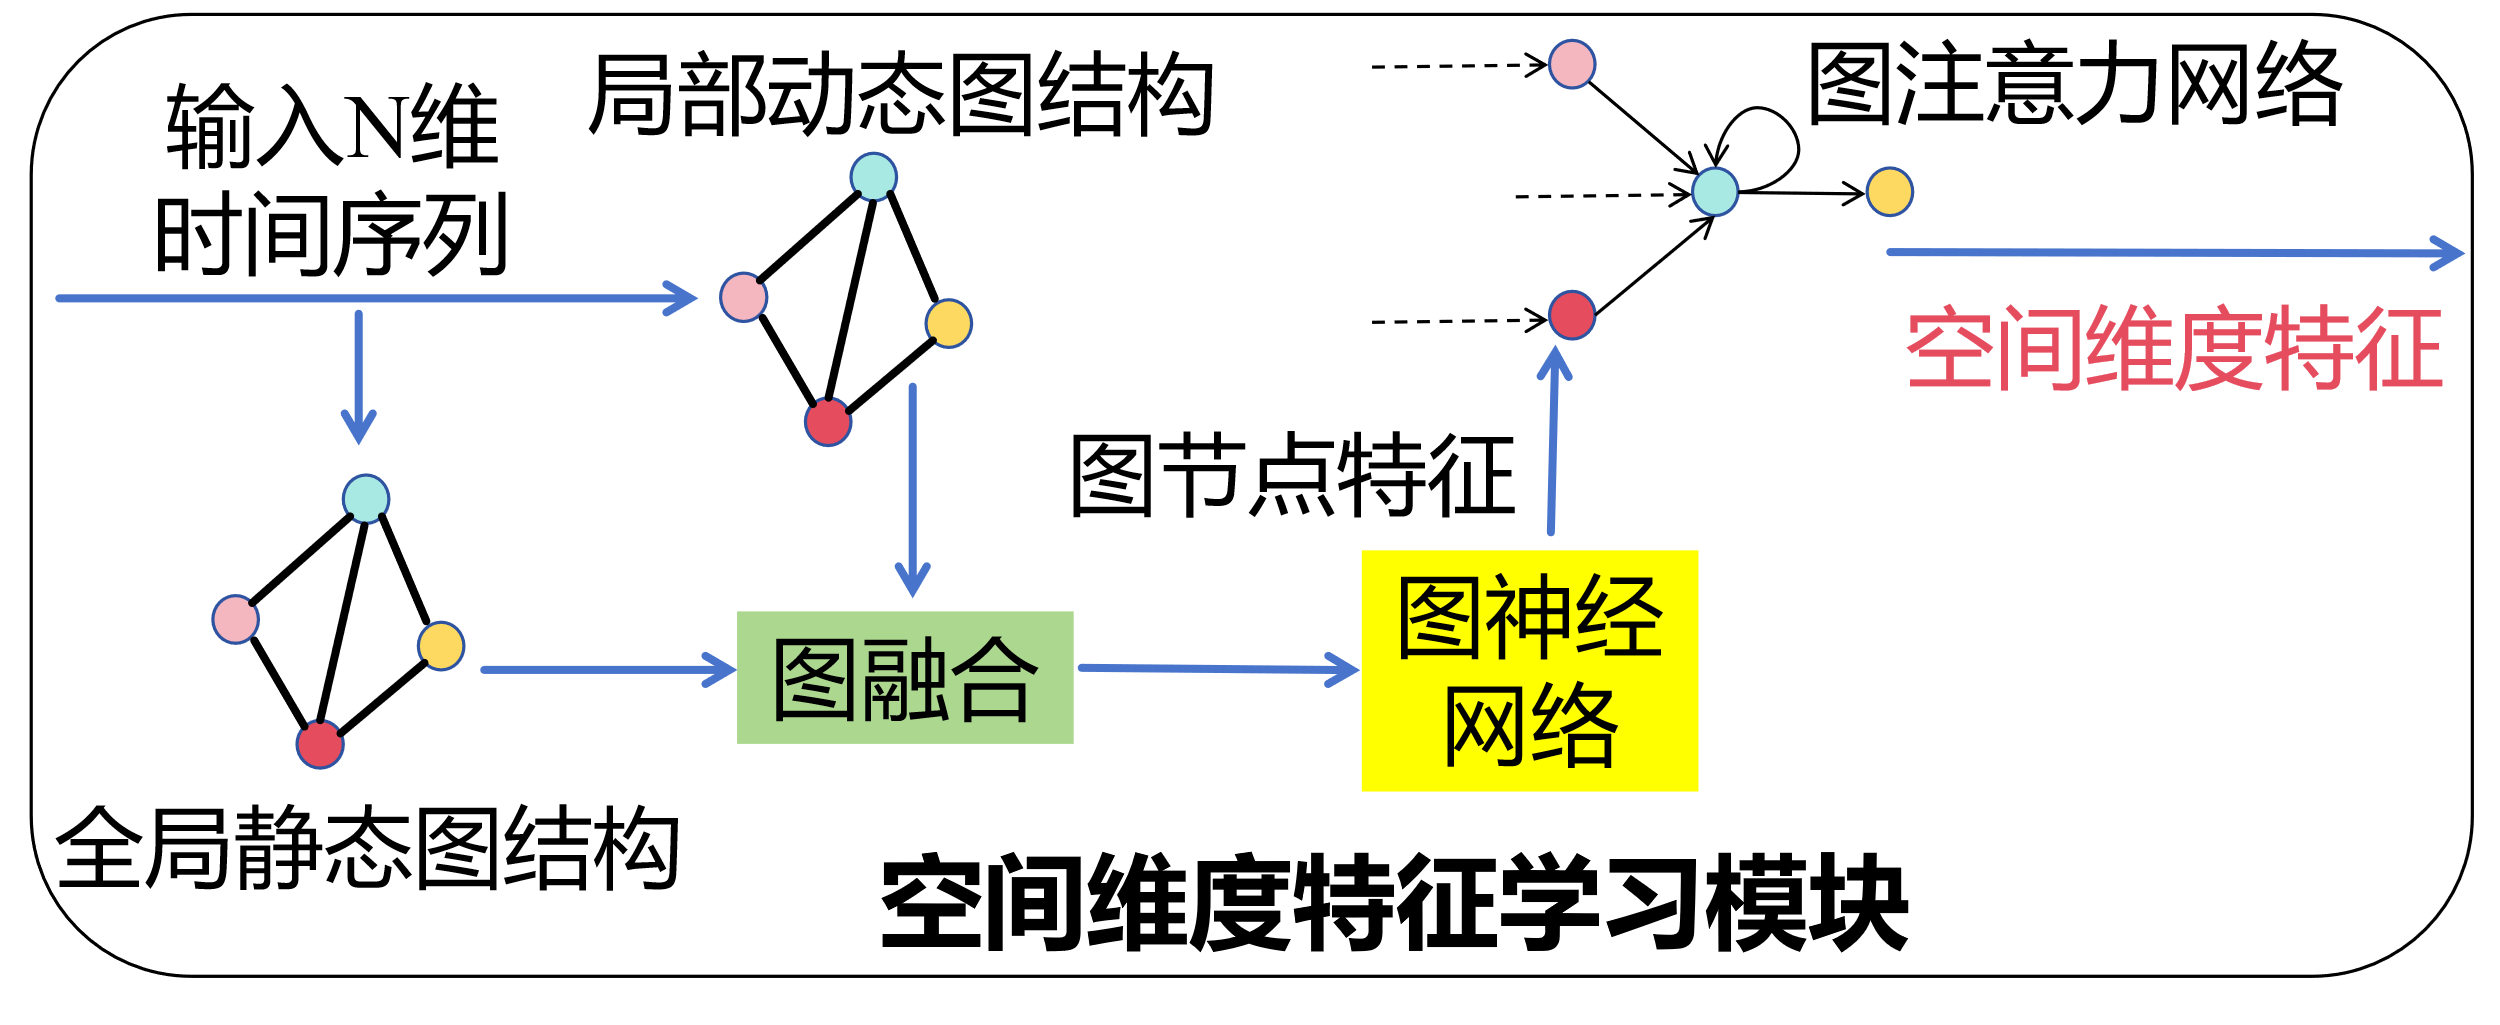 输入N维
时间序列
局部动态图结构
图注意力网络
空间维度特征
图节点特征
图融合
图神经
网络
全局静态图结构
空间维度特征学习模块